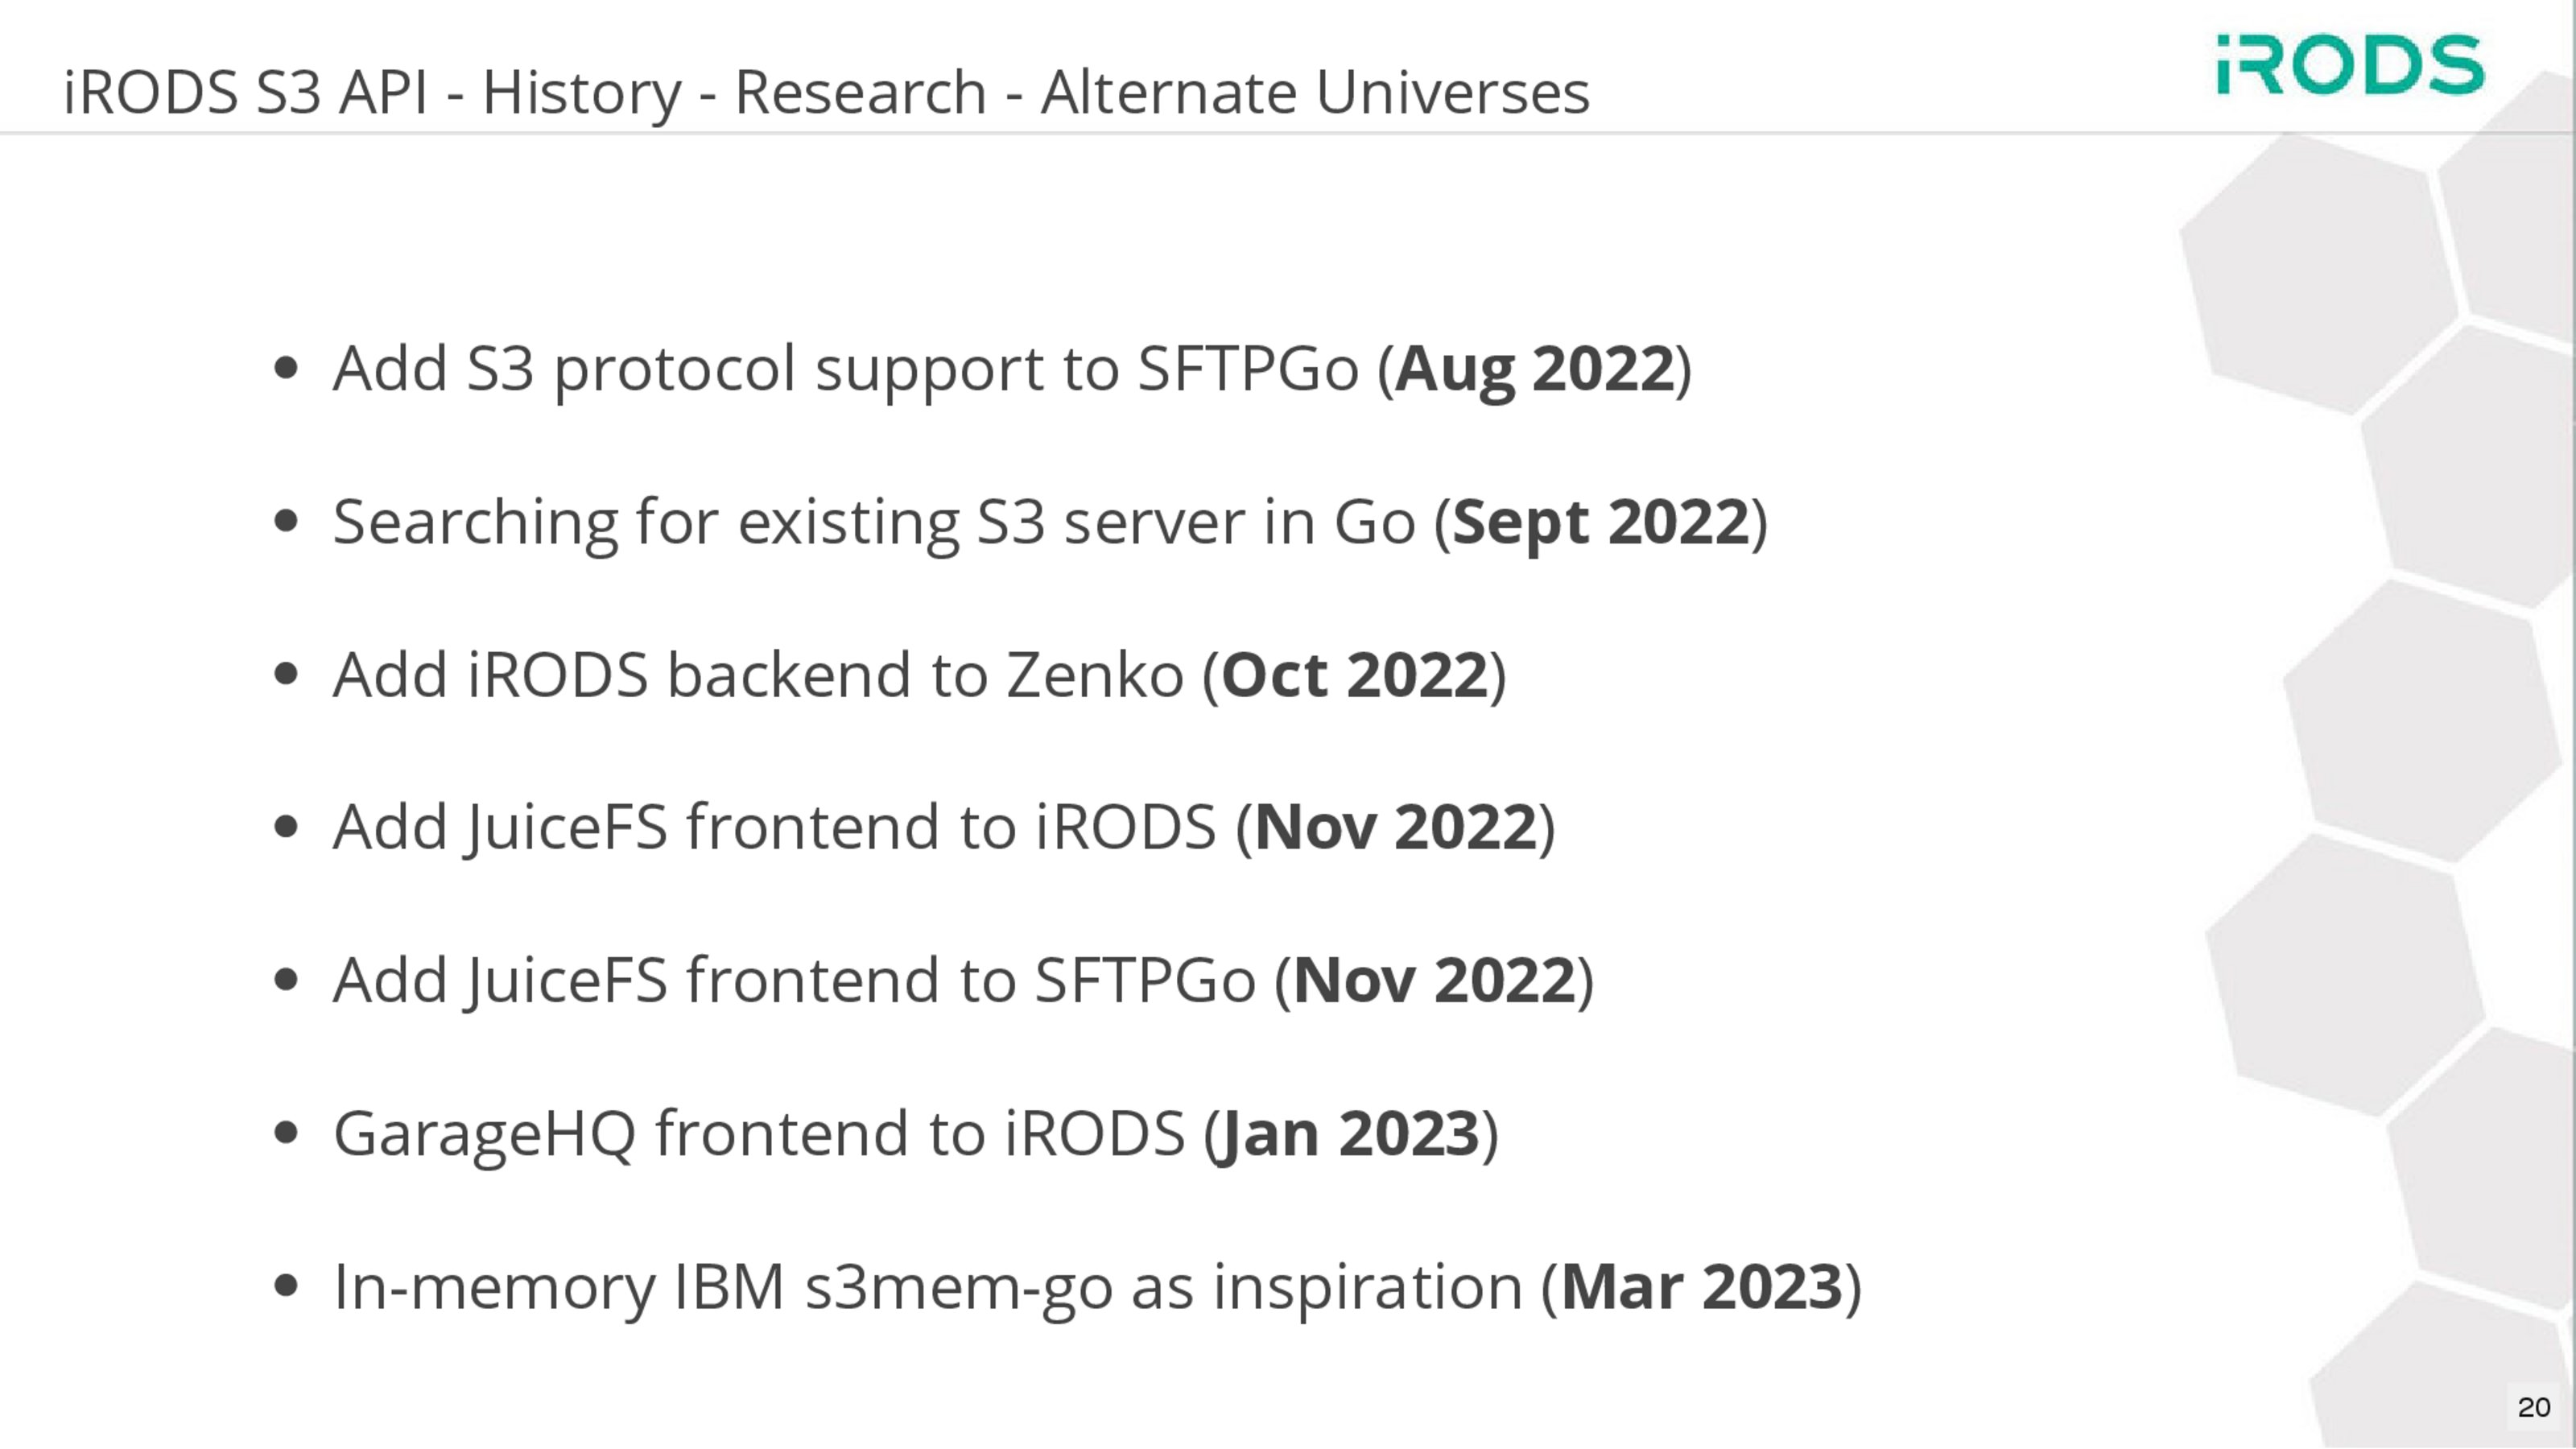 iRODS S3 API - History - Research - Alternate Universes
iRODS
• Add S3 protocol support to SFTPGo (Aug 2022)
• Searching for existing S3 server in Go (Sept 2022)
• Add iRODS backend to Zenko (Oct 2022)
• Add JuiceFS frontend to iRODS (Nov 2022)
• Add JuiceFS frontend to SFTPGo (Nov 2022)
• GarageHQ frontend to iRODS (Jan 2023)
• In-memory IBM s3mem-go as inspiration (Mar 2023)
20